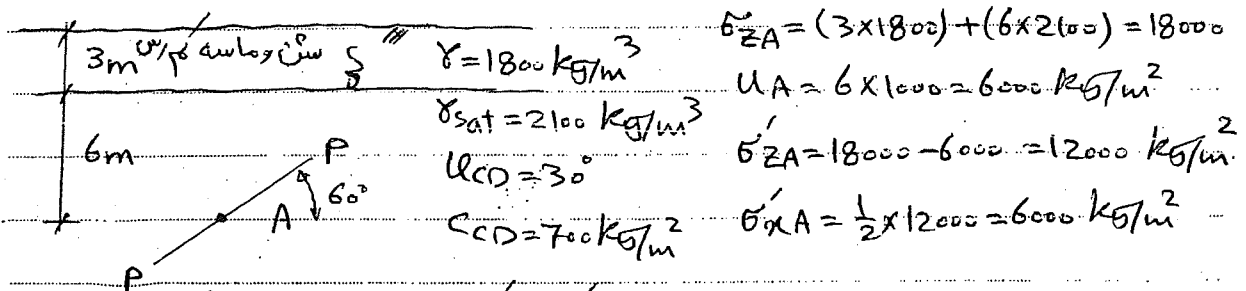 3m شن و ماسه γ=1800 kg/m³ σZA = (3×1800)+(6×2100) = 18000
UA = 6×1000 = 6000 kg/m²
6m γsat = 2100 kg/m³
P φCD = 30° σ′ZA = 18000-6000 = 12000 kg/m²
60°
A CCD = 700 kg/m² σ′xA = 1/2 × 12000 = 6000 kg/m²
P